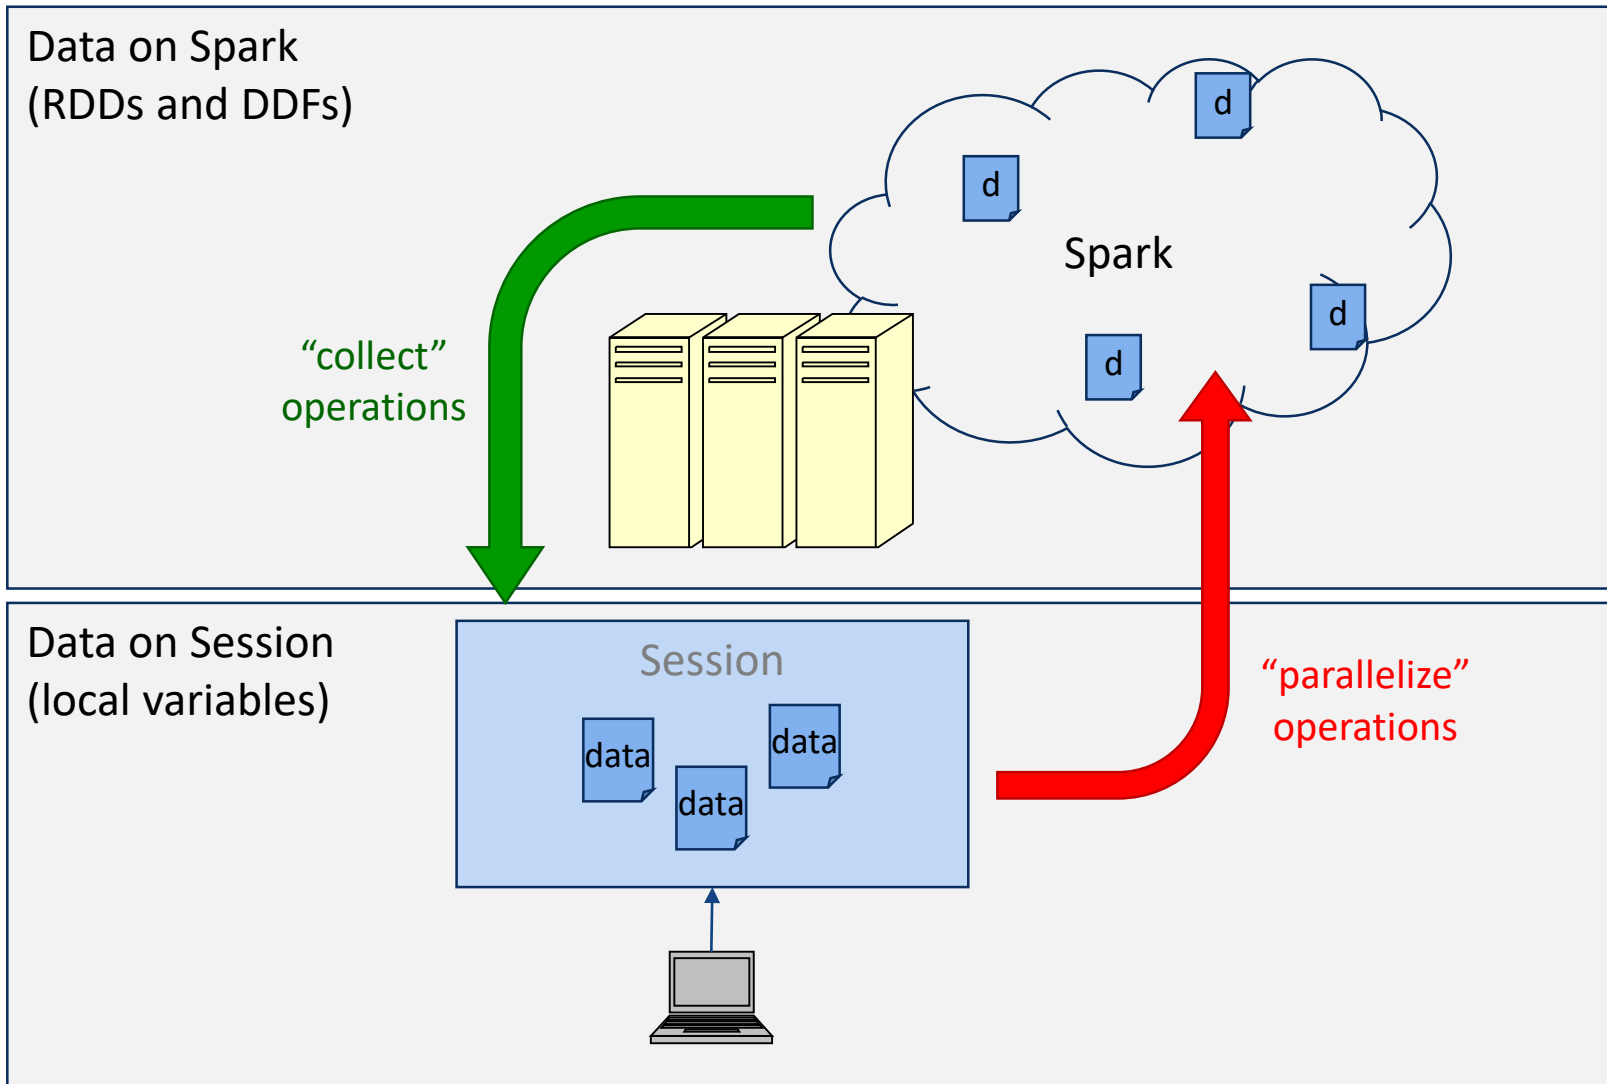 Data on Spark
(RDDs and DDFs)
d
d
Spark
d
d
“collect”
operations
Data on Session
(local variables)
Session
“parallelize”
operations
data
data
data